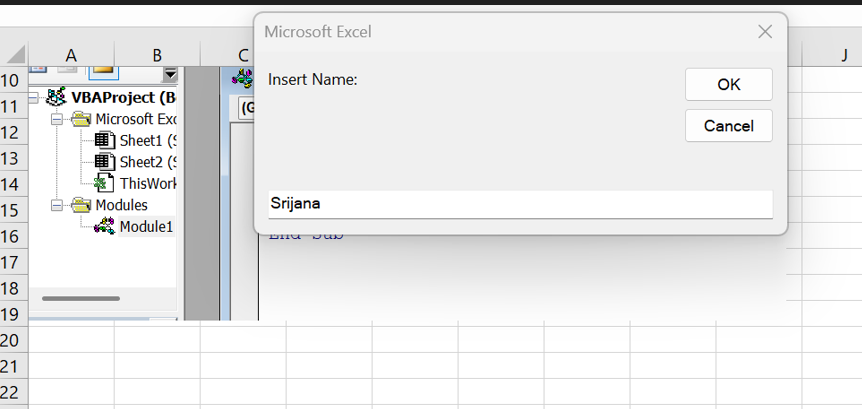 Microsoft Excel
Insert Name:
OK
Cancel
Srijana
A B C J
10
11
12
13
14
15
16
17
18
19
20
21
22
VBAProject (B
Microsoft Exc
Sheet1 (S
Sheet2 (S
ThisWork
Modules
Module1
(G
End Sub